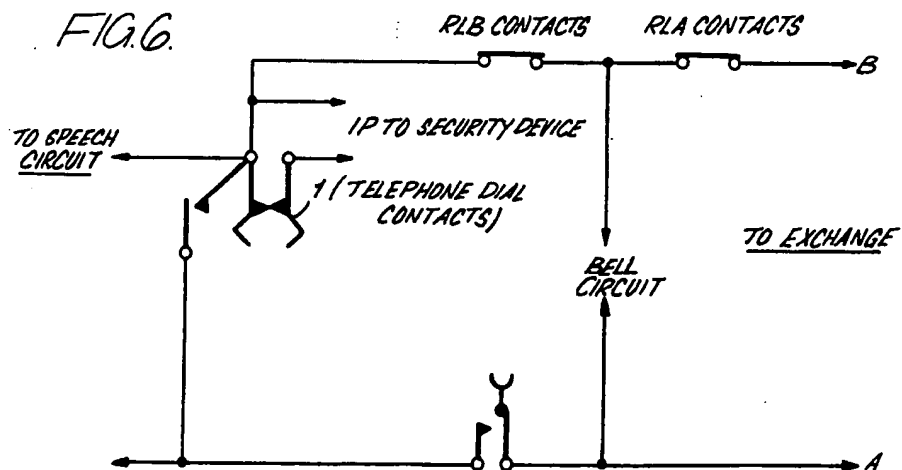 FIG.6.
RLB CONTACTS
RLA CONTACTS
B
IP TO SECURITY DEVICE
TO SPEECH
CIRCUIT
1 (TELEPHONE DIAL
CONTACTS)
TO EXCHANGE
BELL
CIRCUIT
A